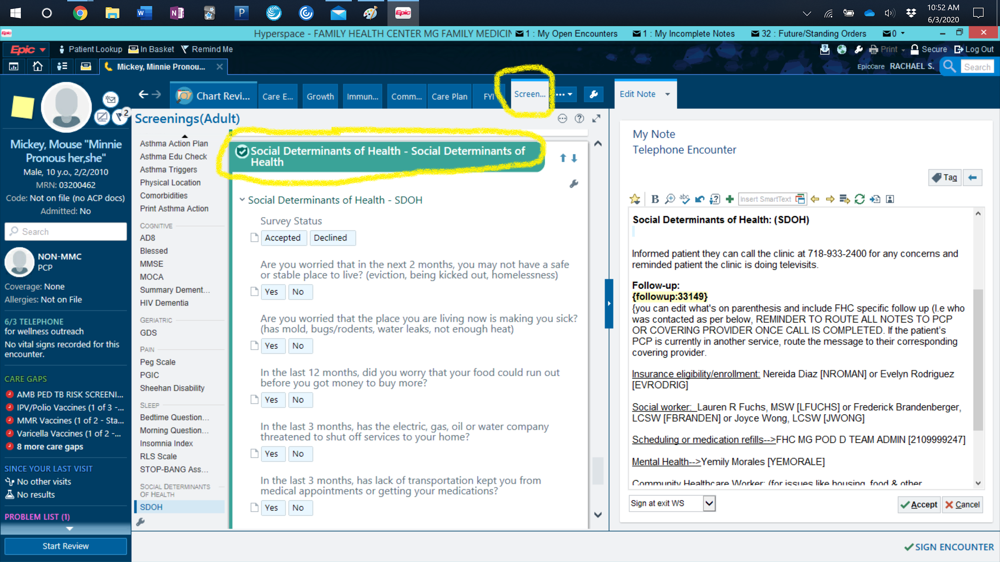 10:52 AM
6/3/2020
Epic
Hyperspace - FAMILY HEALTH CENTER MG FAMILY MEDICIN
1 : My Open Encounters
1 : My Incomplete Notes
32 : Future/Standing Orders
0
Epic
Patient Lookup
In Basket
Remind Me
Print
Secure
Log Out
Mickey, Minnie Pronou...
EpicCare
RACHAEL S.
Search
Chart Revi...
Care E...
Growth
Immun...
Comm...
Care Plan
FYI
Screen...
Edit Note
2
Mickey, Mouse "Minnie
Pronous her,she"
Male, 10 y.o., 2/2/2010
MRN: 03200462
Code: Not on file (no ACP docs)
Admitted: No
Search
NON-MMC
PCP
Coverage: None
Allergies: Not on File
6/3 TELEPHONE
for wellness outreach
No vital signs recorded for this
encounter.
CARE GAPS
AMB PED TB RISK SCREENI...
IPV/Polio Vaccines (1 of 3 -...
MMR Vaccines (1 of 2 - Sta...
Varicella Vaccines (1 of 2 -...
8 more care gaps
SINCE YOUR LAST VISIT
No other visits
No results
PROBLEM LIST (1)
Start Review
Screenings(Adult)
Asthma Action Plan
Asthma Edu Check
Asthma Triggers
Physical Location
Comorbidities
Print Asthma Action
COGNITIVE
AD8
Blessed
MMSE
MOCA
Summary Dement...
HIV Dementia
GERIATRIC
GDS
PAIN
Peg Scale
PGIC
Sheehan Disability
SLEEP
Bedtime Question...
Morning Question...
Insomnia Index
RLS Scale
STOP-BANG Ass...
SOCIAL DETERMINANTS
OF HEALTH
SDOH
Social Determinants of Health - Social Determinants of
Health
Social Determinants of Health - SDOH
Survey Status
Accepted
Declined
Are you worried that in the next 2 months, you may not have a safe
or stable place to live? (eviction, being kicked out, homelessness)
Yes
No
Are you worried that the place you are living now is making you sick?
(has mold, bugs/rodents, water leaks, not enough heat)
Yes
No
In the last 12 months, did you worry that your food could run out
before you got money to buy more?
Yes
No
In the last 3 months, has the electric, gas, oil or water company
threatened to shut off services to your home?
Yes
No
In the last 3 months, has lack of transportation kept you from
medical appointments or getting your medications?
Yes
No
My Note
Telephone Encounter
Tag
B
abc
Insert SmartText
Social Determinants of Health: (SDOH)
Informed patient they can call the clinic at 718-933-2400 for any concerns and
reminded patient the clinic is doing televisits.
Follow-up:
{followup:33149}
{you can edit what's on parenthesis and include FHC specific follow up (I.e who
was contacted as per below, REMINDER TO ROUTE ALL NOTES TO PCP
OR COVERING PROVIDER ONCE CALL IS COMPLETED. If the patient's
PCP is currently in another service, route the message to their corresponding
covering provider.
Insurance eligibility/enrollment: Nereida Diaz [NROMAN] or Evelyn Rodriguez
[EVRODRIG]
Social worker: Lauren R Fuchs, MSW [LFUCHS] or Frederick Brandenberger,
LCSW [FBRANDEN] or Joyce Wong, LCSW [JWONG]
Scheduling or medication refills-->FHC MG POD D TEAM ADMIN [2109999247]
Mental Health-->Yemily Morales [YEMORALE]
Community Healthcare Worker: (for issues like housing, food & other
Sign at exit WS
Accept
Cancel
SIGN ENCOUNTER